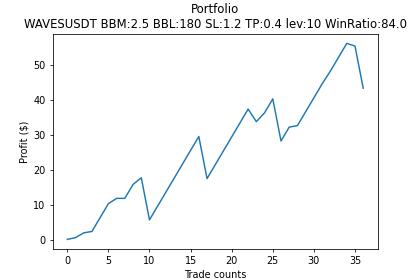 Portfolio
WAVESUSDT BBM:2.5 BBL:180 SL:1.2 TP:0.4 lev:10 WinRatio:84.0
Profit ($)
50
40
30
20
10
0
0 5 10 15 20 25 30 35
Trade counts